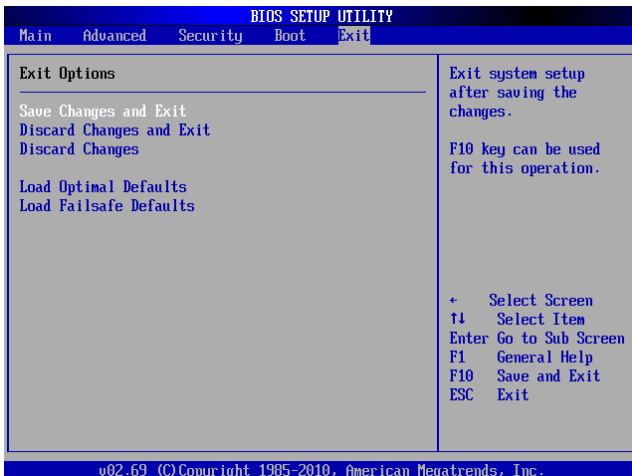 BIOS SETUP UTILITY
Main Advanced Security Boot Exit
Exit Options
Save Changes and Exit
Discard Changes and Exit
Discard Changes
Load Optimal Defaults
Load Failsafe Defaults
Exit system setup
after saving the
changes.
F10 key can be used
for this operation.
← Select Screen
↑↓ Select Item
Enter Go to Sub Screen
F1 General Help
F10 Save and Exit
ESC Exit
v02.69 (C)Copyright 1985-2010, American Megatrends, Inc.